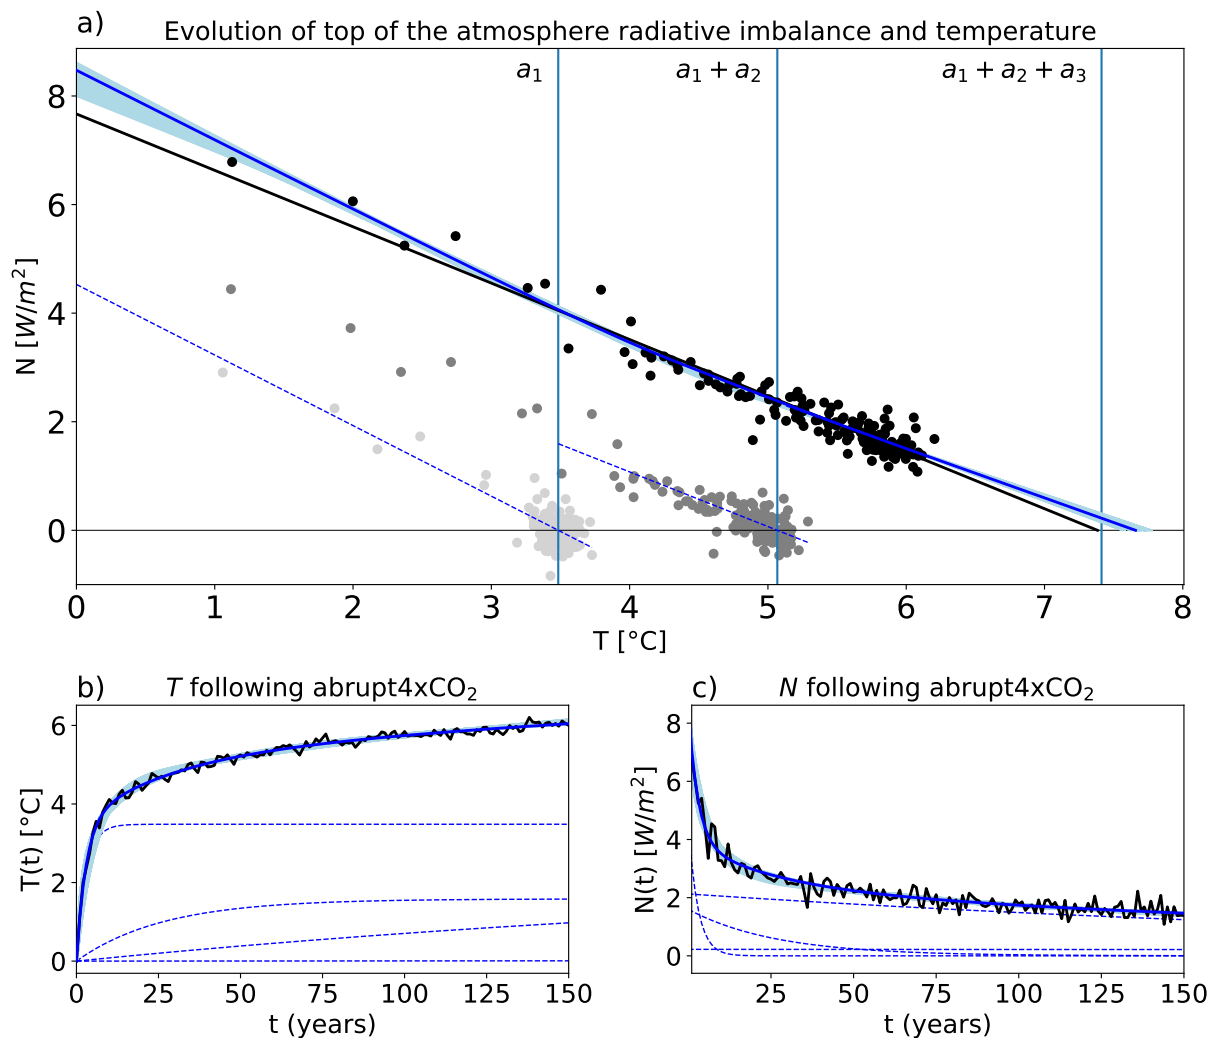 a)
Evolution of top of the atmosphere radiative imbalance and temperature
a₁
a₁ + a₂
a₁ + a₂ + a₃
N [W/m²]
8
6
4
2
0
0 1 2 3 4 5 6 7 8
T [°C]
b)
T following abrupt4xCO₂
T(t) [°C]
6
4
2
0
0 25 50 75 100 125 150
t (years)
c)
N following abrupt4xCO₂
N(t) [W/m²]
8
6
4
2
0
25 50 75 100 125 150
t (years)